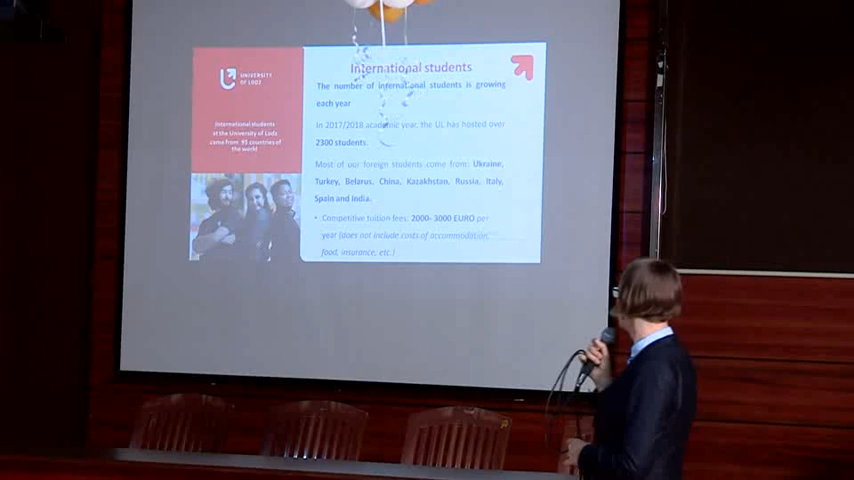 UNIVERSITY
OF LODZ
International students
at the University of Lodz
came from 95 countries of
the world
International students
The number of international students is growing
each year
In 2017/2018 academic year, the UL has hosted over
2300 students.
Most of our foreign students come from: Ukraine,
Turkey, Belarus, China, Kazakhstan, Russia, Italy,
Spain and India.
• Competitive tuition fees: 2000- 3000 EURO per
year (does not include costs of accommodation,
food, insurance, etc.)